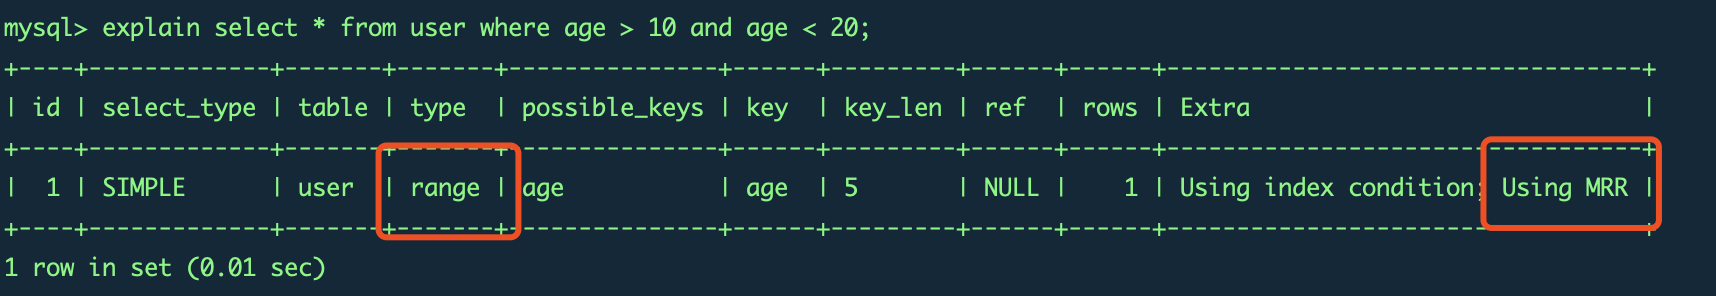 mysql> explain select * from user where age > 10 and age < 20;
+----+-------------+-------+-------+---------------+------+---------+------+------+----------------------------------+
| id | select_type | table | type  | possible_keys | key  | key_len | ref  | rows | Extra                            |
+----+-------------+-------+-------+---------------+------+---------+------+------+----------------------------------+
|  1 | SIMPLE      | user  | range | age           | age  | 5       | NULL |    1 | Using index condition; Using MRR |
+----+-------------+-------+-------+---------------+------+---------+------+------+----------------------------------+
1 row in set (0.01 sec)